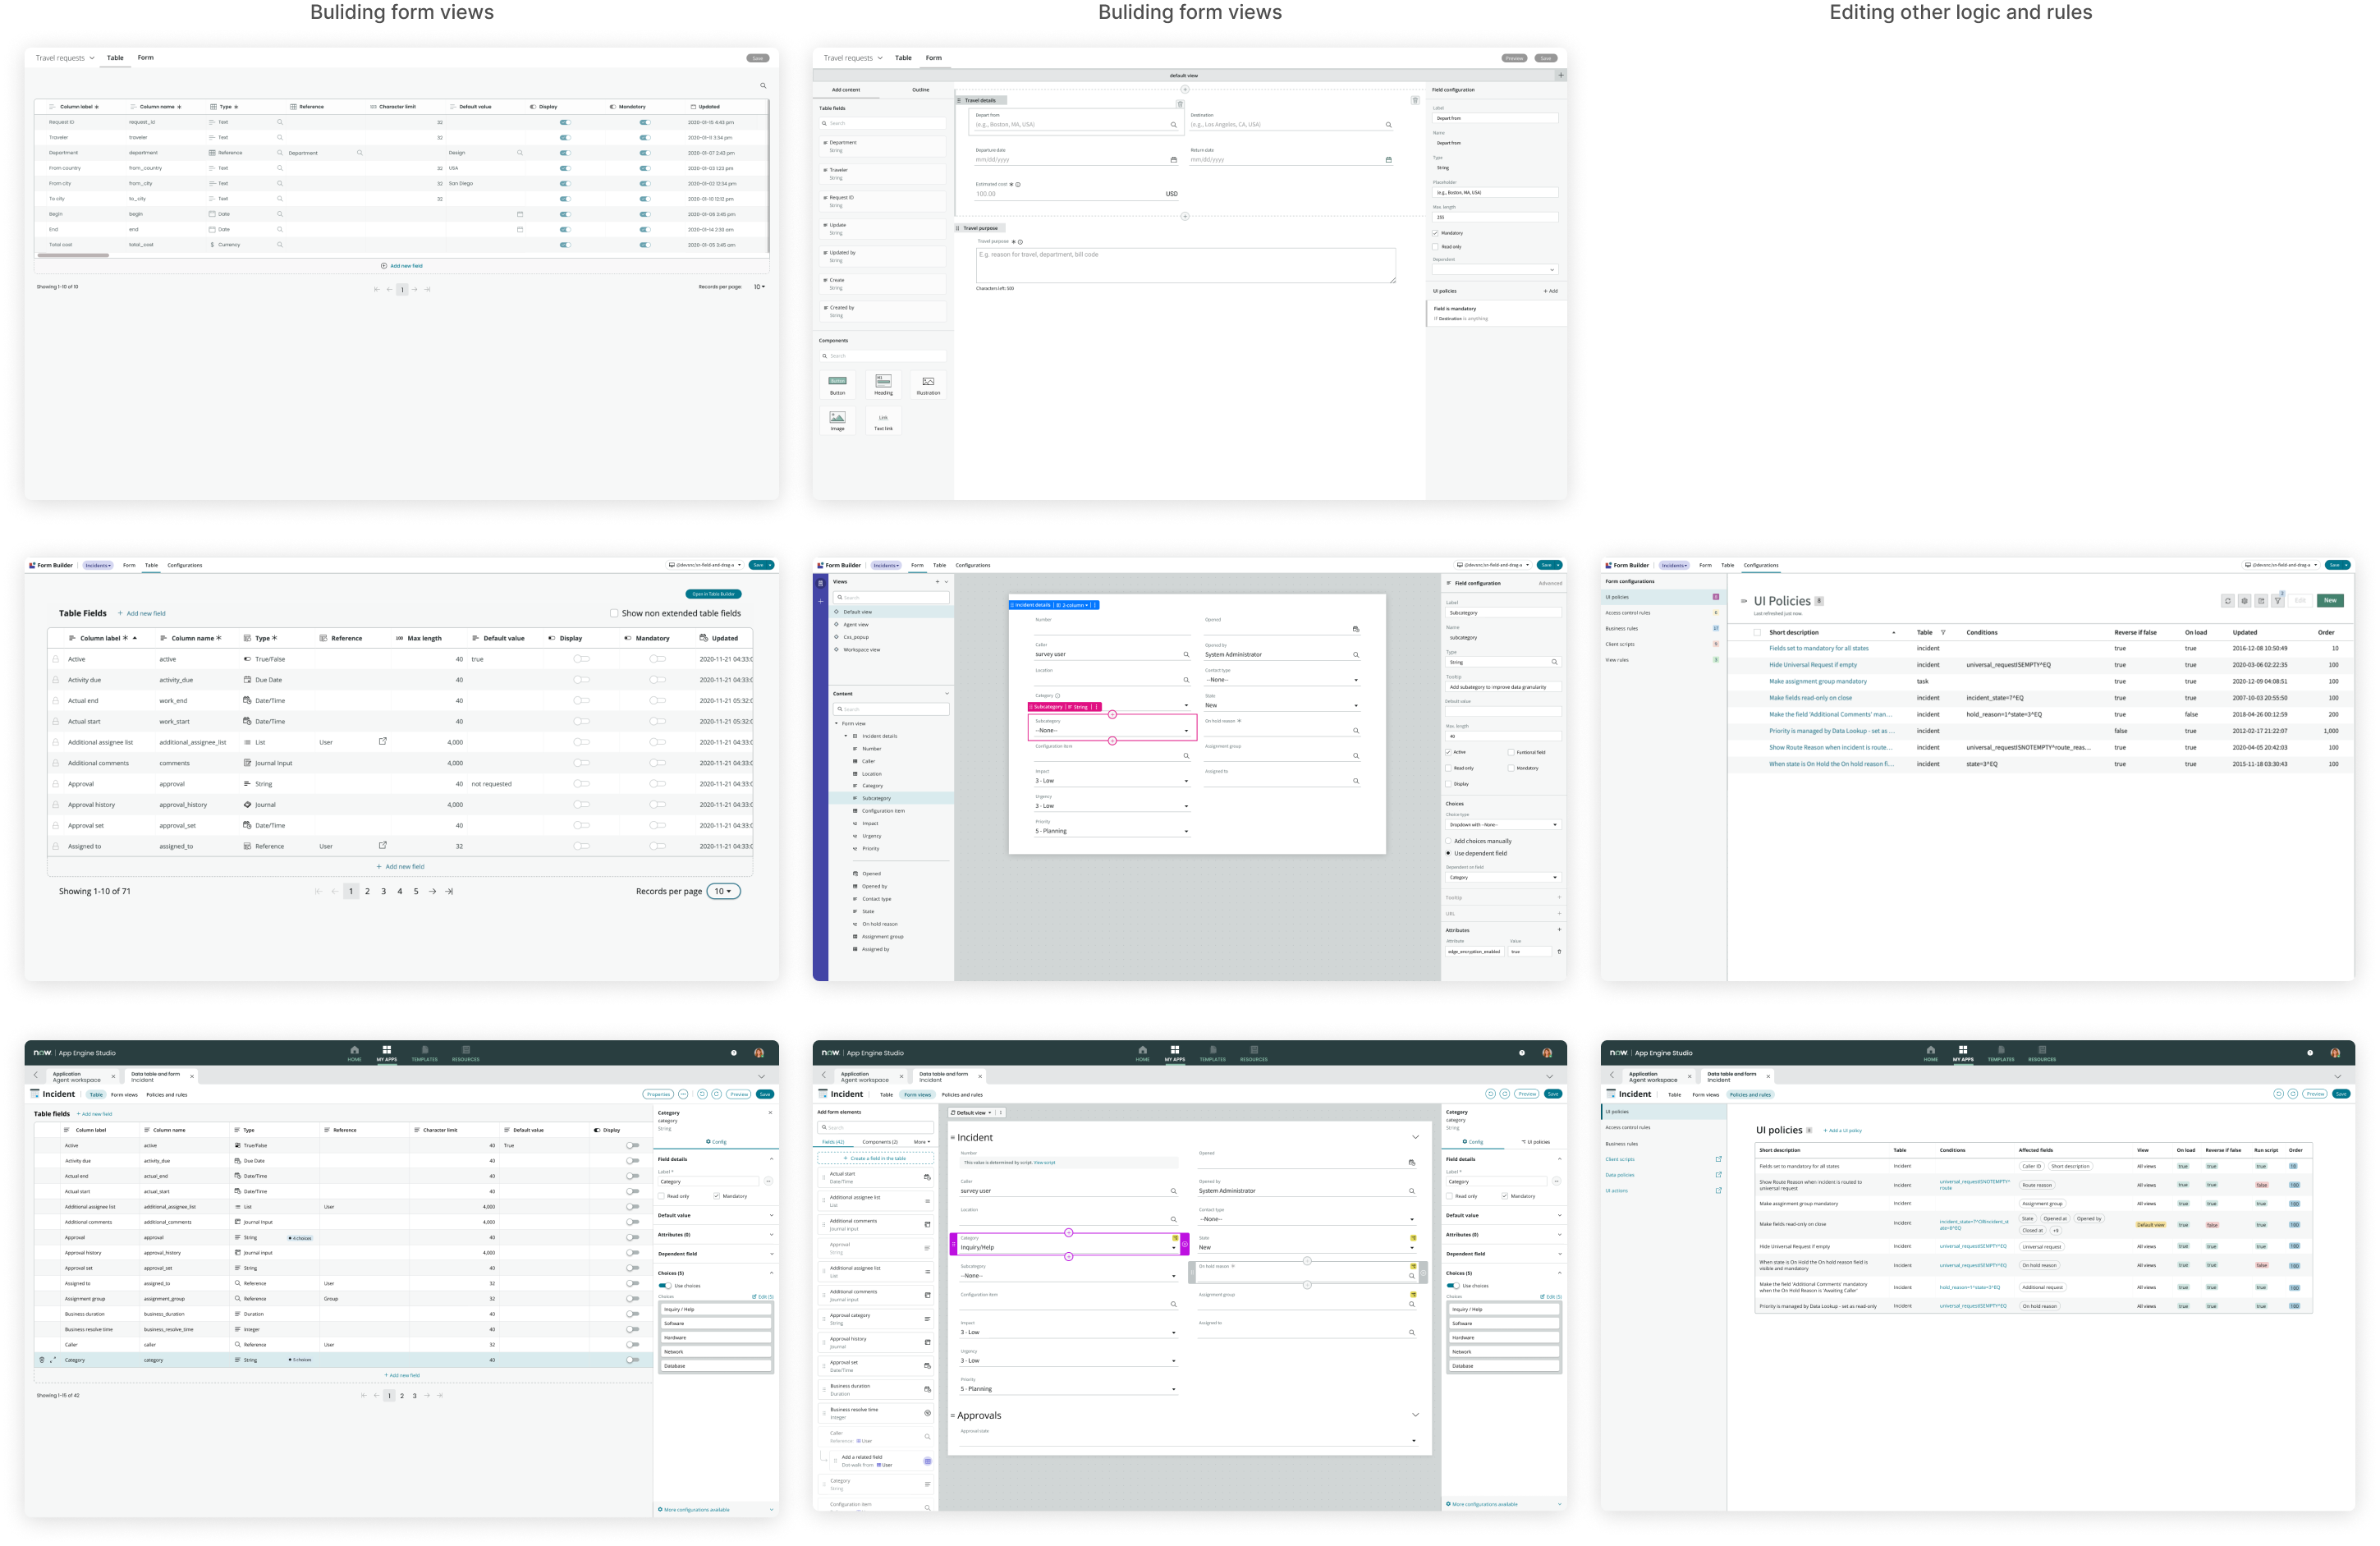 Buliding form views
Buliding form views
Editing other logic and rules
Travel requests Table Form Save
Column label Column name Type Reference Character limit Default value Display Mandatory Updated
Request ID request_id Text 32 2020-01-15 4:43 pm
Traveler traveler Text 32 2020-01-11 3:34 pm
Department department Reference Department Design 2020-01-07 2:43 pm
From country from_country Text 32 USA 2020-01-03 1:23 pm
From city from_city Text 32 San Diego 2020-01-02 12:34 pm
To city to_city Text 32 2020-01-10 12:12 pm
Begin begin Date 2020-01-05 3:45 pm
End end Date 2020-01-14 2:39 am
Total cost total_cost Currency 2020-01-05 3:45 am
Add new field
Showing 1-10 of 10 1 Records per page: 10
Travel requests Table Form Preview Save
default view
Add content Outline
Table fields
Search
Department
String
Traveler
String
Request ID
String
Update
String
Updated by
String
Create
String
Created by
String
Components
Search
Button Heading Illustration
Image Text link
Travel details
Depart from Destination
(e.g., Boston, MA, USA) (e.g., Los Angeles, CA, USA)
Departure date Return date
mm/dd/yyyy mm/dd/yyyy
Estimated cost
100.00 USD
Travel purpose
Travel purpose
E.g. reason for travel, department, bill code
Characters left: 500
Field configuration
Label
Depart from
Name
Depart from
Type
String
Placeholder
(e.g., Boston, MA, USA)
Max. length
255
Mandatory
Read only
Dependent
UI policies + Add
Field is mandatory
if Destination is anything
Form Builder Incidents Form Table Configurations Save
Open in Table Builder
Table Fields + Add new field Show non extended table fields
Column label Column name Type Reference Max length Default value Display Mandatory Updated
Active active True/False 40 true 2020-11-21 04:33:0
Activity due activity_due Due Date 40 2020-11-21 04:33:0
Actual end work_end Date/Time 40 2020-11-21 05:32:0
Actual start work_start Date/Time 40 2020-11-21 05:32:0
Additional assignee list additional_assignee_list List User 4,000 2020-11-21 04:33:0
Additional comments comments Journal Input 4,000 2020-11-21 04:33:0
Approval approval String 40 not requested 2020-11-21 04:33:0
Approval history approval_history Journal 4,000 2020-11-21 04:33:0
Approval set approval_set Date/Time 40 2020-11-21 04:33:0
Assigned to assigned_to Reference User 32 2020-11-21 04:33:0
+ Add new field
Showing 1-10 of 71 1 2 3 4 5 Records per page 10
Form Builder Incidents Form Table Configurations Save
Views
Search
Default view
Agent view
Cxs_popup
Workspace view
Content
Search
Form view
Incident details
Number
Caller
Location
Category
Subcategory
Configuration item
Impact
Urgency
Priority
Opened
Opened by
Contact type
State
On hold reason
Assignment group
Assigned by
Incident details 2-column
Number Opened
Caller Opened by
survey user System Administrator
Location Contact type
--None--
Category State
New
Subcategory String
Subcategory On hold reason
--None--
Configuration item Assignment group
Impact Assigned to
3 - Low
Urgency
3 - Low
Priority
5 - Planning
Field configuration Advanced
Label
Subcategory
Name
subcategory
Type
String
Tooltip
Add subategory to improve data granularity
Default value
Max. length
40
Active Funtional field
Read only Mandatory
Display
Choices
Choice type
Dropdown with --None--
Add choices manually
Use dependent field
Dependent on field
Category
Tooltip
URL
Attributes
Attribute Value
edge_encryption_enabled true
Form Builder Incidents Form Table Configurations Save
Form configurations
UI policies
Access control rules
Business rules
Client scripts
View rules
UI Policies 8
Last refreshed just now.
Edit New
Short description Table Conditions Reverse if false On load Updated Order
Fields set to mandatory for all states incident true true 2016-12-08 10:50:49 10
Hide Universal Request if empty incident universal_requestISEMPTY^EQ true true 2020-03-06 02:22:35 100
Make assignment group mandatory task true true 2020-12-09 04:08:51 100
Make fields read-only on close incident incident_state=7^EQ true true 2007-10-03 20:55:50 100
Make the field 'Additional Comments' man... incident hold_reason=1^state=3^EQ true false 2018-04-26 00:12:59 200
Priority is managed by Data Lookup - set as ... incident false true 2012-02-17 21:22:07 1,000
Show Route Reason when incident is route... incident universal_requestISNOTEMPTY^route_reas... true true 2020-04-05 20:42:03 100
When state is On Hold the On hold reason fi... incident state=3^EQ true true 2015-11-18 03:30:43 100
now App Engine Studio HOME MY APPS TEMPLATES RESOURCES
Application Data table and form
Agent workspace Incident
Incident Table Form views Policies and rules Properties Preview Save
Table fields + Add new field
Column label Column name Type Reference Character limit Default value Display
Active active True/False 40 True
Activity due activity_due Due Date 40
Actual end actual_end Date/Time 40
Actual start actual_start Date/Time 40
Additional assignee list additional_assignee_list List User 4,000
Additional comments additional_comments Journal Input 4,000
Approval approval String 4 choices 40
Approval history approval_history Journal input 4,000
Approval set approval_set String 40
Assigned to assigned_to Reference User 32
Assignment group assignment_group Reference Group 32
Business duration business_duration Duration 40
Business resolve time business_resolve_time Integer 40
Caller caller Reference User 32
Category category String 5 choices 40
+ Add new field
Showing 1-15 of 42 1 2 3
Category
category
String
Config
Field details
Label *
Category
Read only Mandatory
Default value
Attributes (0)
Dependent field
Choices (5)
Use choices
Choices Edit (5)
Inquiry / Help
Software
Hardware
Network
Database
More configurations available
now App Engine Studio HOME MY APPS TEMPLATES RESOURCES
Application Data table and form
Agent workspace Incident
Incident Table Form views Policies and rules Preview Save
Add form elements
Search
Fields (42) Components (2) More
+ Create a field in the table
Actual start
Date/Time
Additional assignee list
List
Additional comments
Journal input
Approval
String
Additional assignee list
List
Additional comments
Journal input
Approval category
String
Approval history
Journal
Approval set
Date/Time
Business duration
Duration
Business resolve time
Integer
Caller
Reference User
Add a related field
Dot-walk from User
Category
String
Configuration item
Default view 1
Incident
Number Opened
This value is determined by script. View script
Caller Opened by
survey user System Administrator
Location Contact type
--None--
Category State
Inquiry/Help New
Subcategory On hold reason
--None--
Configuration item Assignment group
Impact Assigned to
3 - Low
Urgency
3 - Low
Priority
5 - Planning
Approvals
Approval state
Category
category
String
Config UI policies
Field details
Label *
Category
Read only Mandatory
Default value
Attributes (0)
Dependent field
Choices (5)
Use choices
Choices Edit (5)
Inquiry / Help
Software
Hardware
Network
Database
More configurations available
now App Engine Studio HOME MY APPS TEMPLATES RESOURCES
Application Data table and form
Agent workspace Incident
Incident Table Form views Policies and rules Preview Save
UI policies
Access control rules
Business rules
Client scripts
Data policies
UI actions
UI policies 8 + Add a UI policy
Short description Table Conditions Affected fields View On load Reverse if false Run script Order
Fields set to mandatory for all states incident Caller ID Short description All views true true true 10
Show Route Reason when incident is routed to universal request incident universal_requestISNOTEMPTY^route Route reason All views true true false 100
Make assignment group mandatory incident Assignment group All views true true true 100
Make fields read-only on close incident State Opened at Opened by Closed at +3 Default view true false true 100
Hide Universal Request if empty incident universal_requestISEMPTY^EQ Universal request All views true true true 100
When state is On Hold the On hold reason field is visible and mandatory incident universal_requestISEMPTY^EQ On hold reason All views true true false 100
Make the field 'Additional Comments' mandatory when the On Hold Reason is 'Awaiting Caller' incident hold_reason=1^state=3^EQ Additional request All views true true true 100
Priority is managed by Data Lookup - set as read-only incident universal_requestISEMPTY^EQ On hold reason All views true true true 100